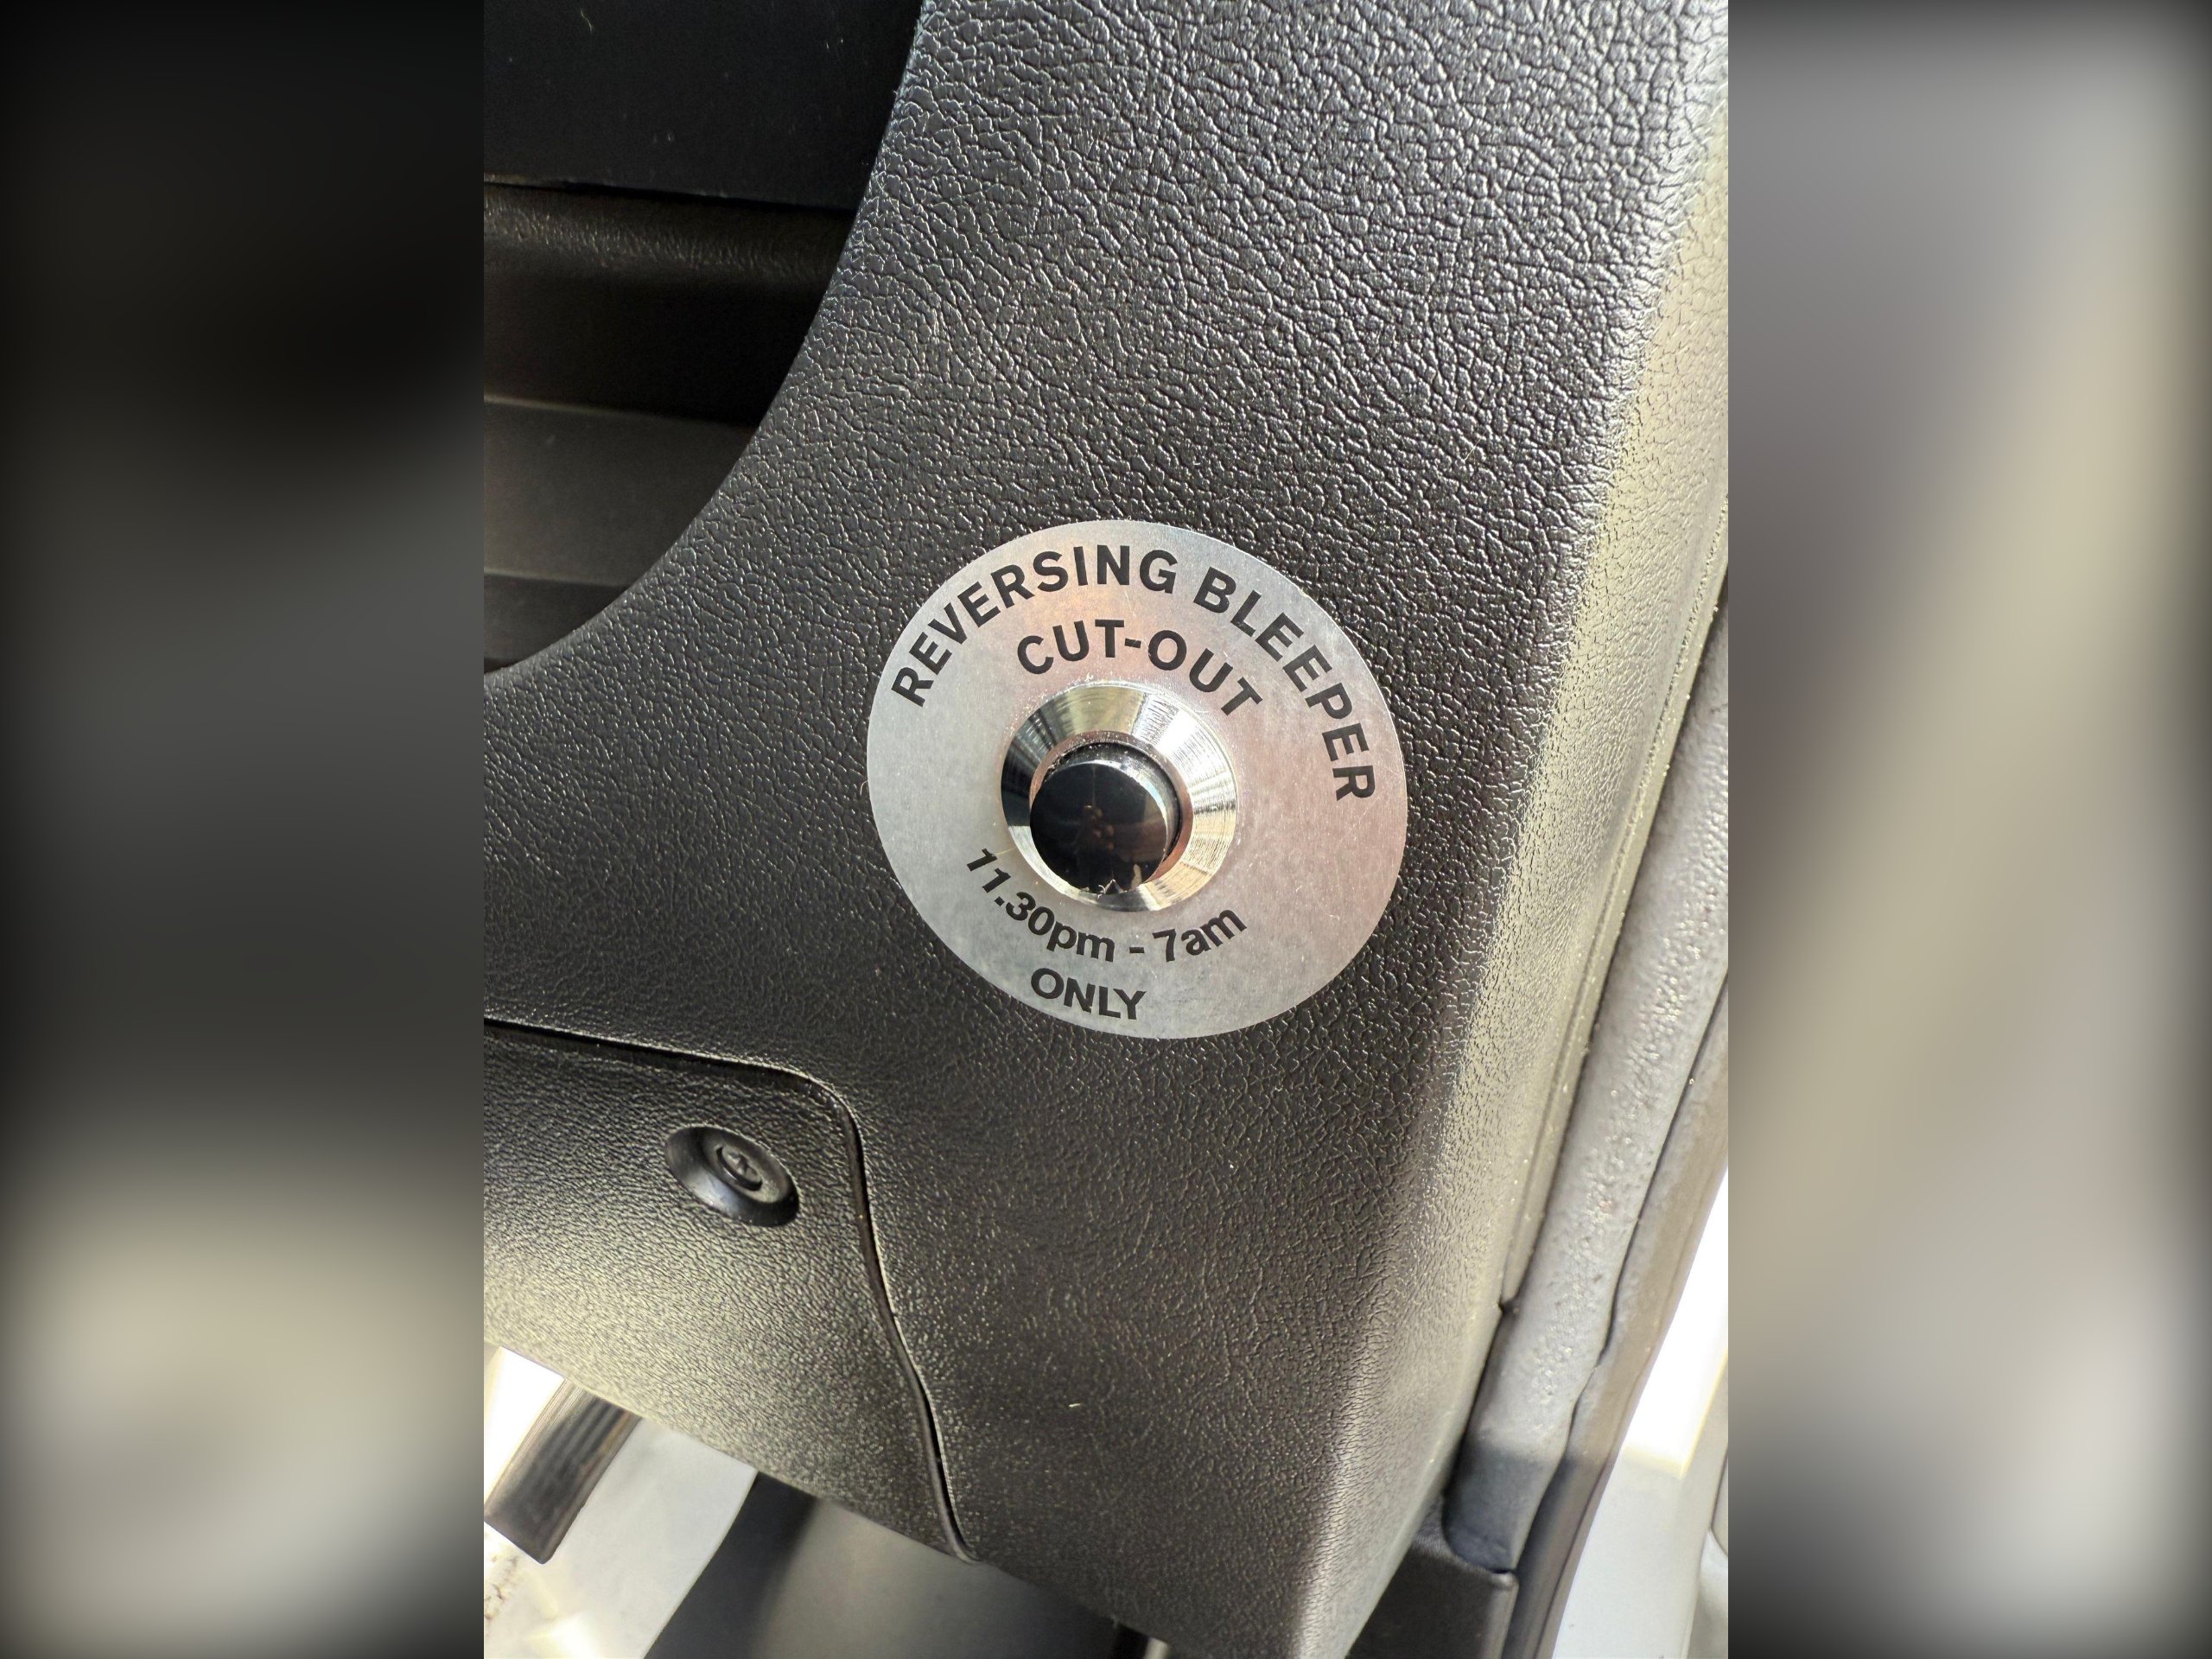 REVERSING BLEEPER
CUT-OUT
11.30pm - 7am
ONLY